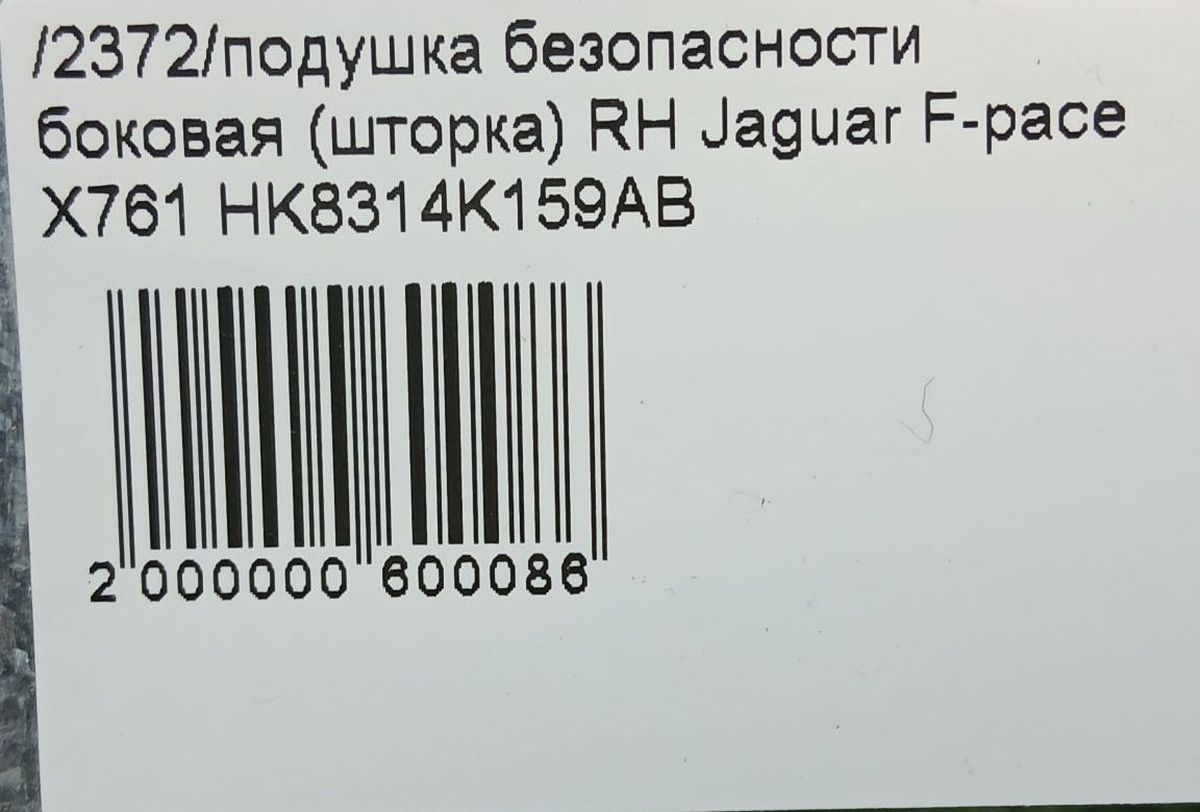 /2372/подушка безопасности
боковая (шторка) RH Jaguar F-pace
X761 HK8314K159AB
2 000000 600086